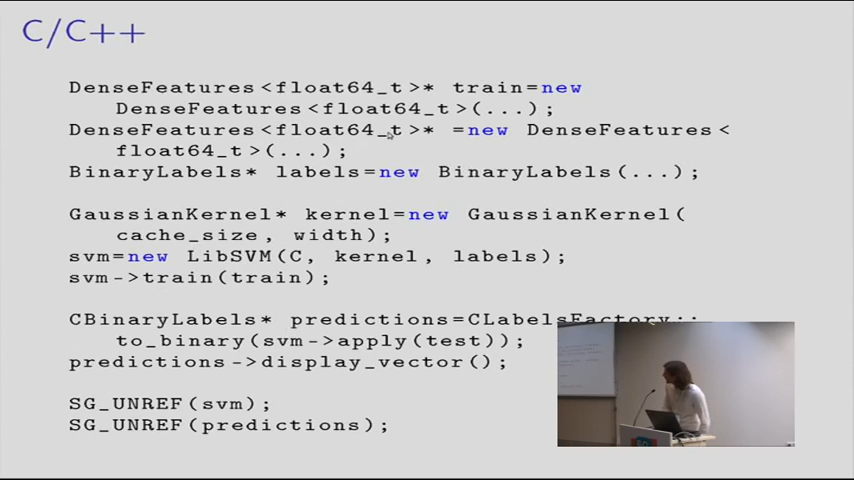 C/C++
DenseFeatures<float64_t>* train=new
DenseFeatures<float64_t>(...);
DenseFeatures<float64_t>* =new DenseFeatures<
float64_t>(...);
BinaryLabels* labels=new BinaryLabels(...);
GaussianKernel* kernel=new GaussianKernel(
cache_size, width);
svm=new LibSVM(C, kernel, labels);
svm->train(train);
CBinaryLabels* predictions=CLabelsFactory::
to_binary(svm->apply(test));
predictions->display_vector();
SG_UNREF(svm);
SG_UNREF(predictions);